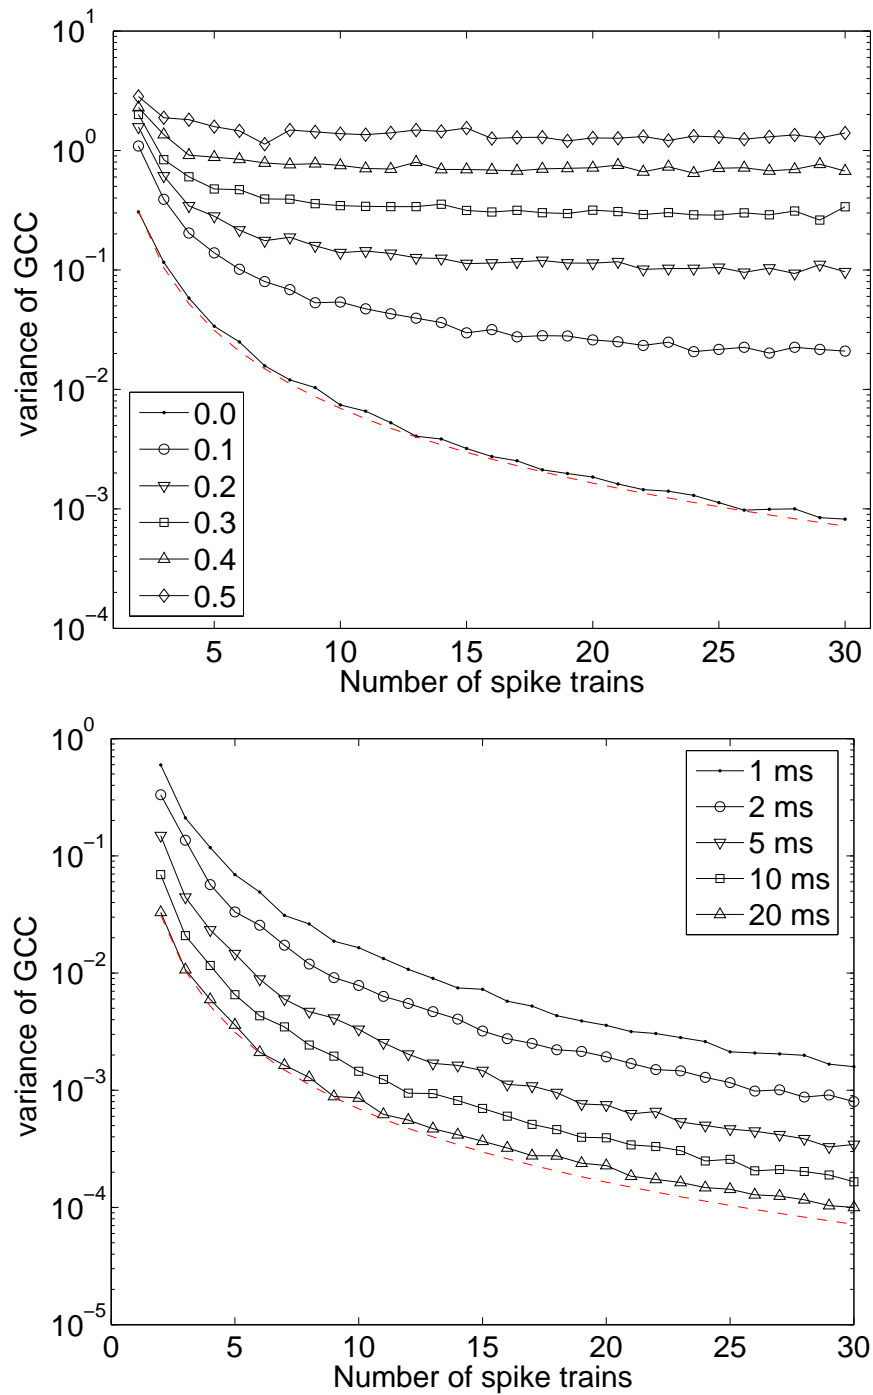 10^1
10^0
10^−1
10^−2
10^−3
10^−4
variance of GCC
0.0
0.1
0.2
0.3
0.4
0.5
5 10 15 20 25 30
Number of spike trains
10^0
10^−1
10^−2
10^−3
10^−4
10^−5
variance of GCC
1 ms
2 ms
5 ms
10 ms
20 ms
0 5 10 15 20 25 30
Number of spike trains